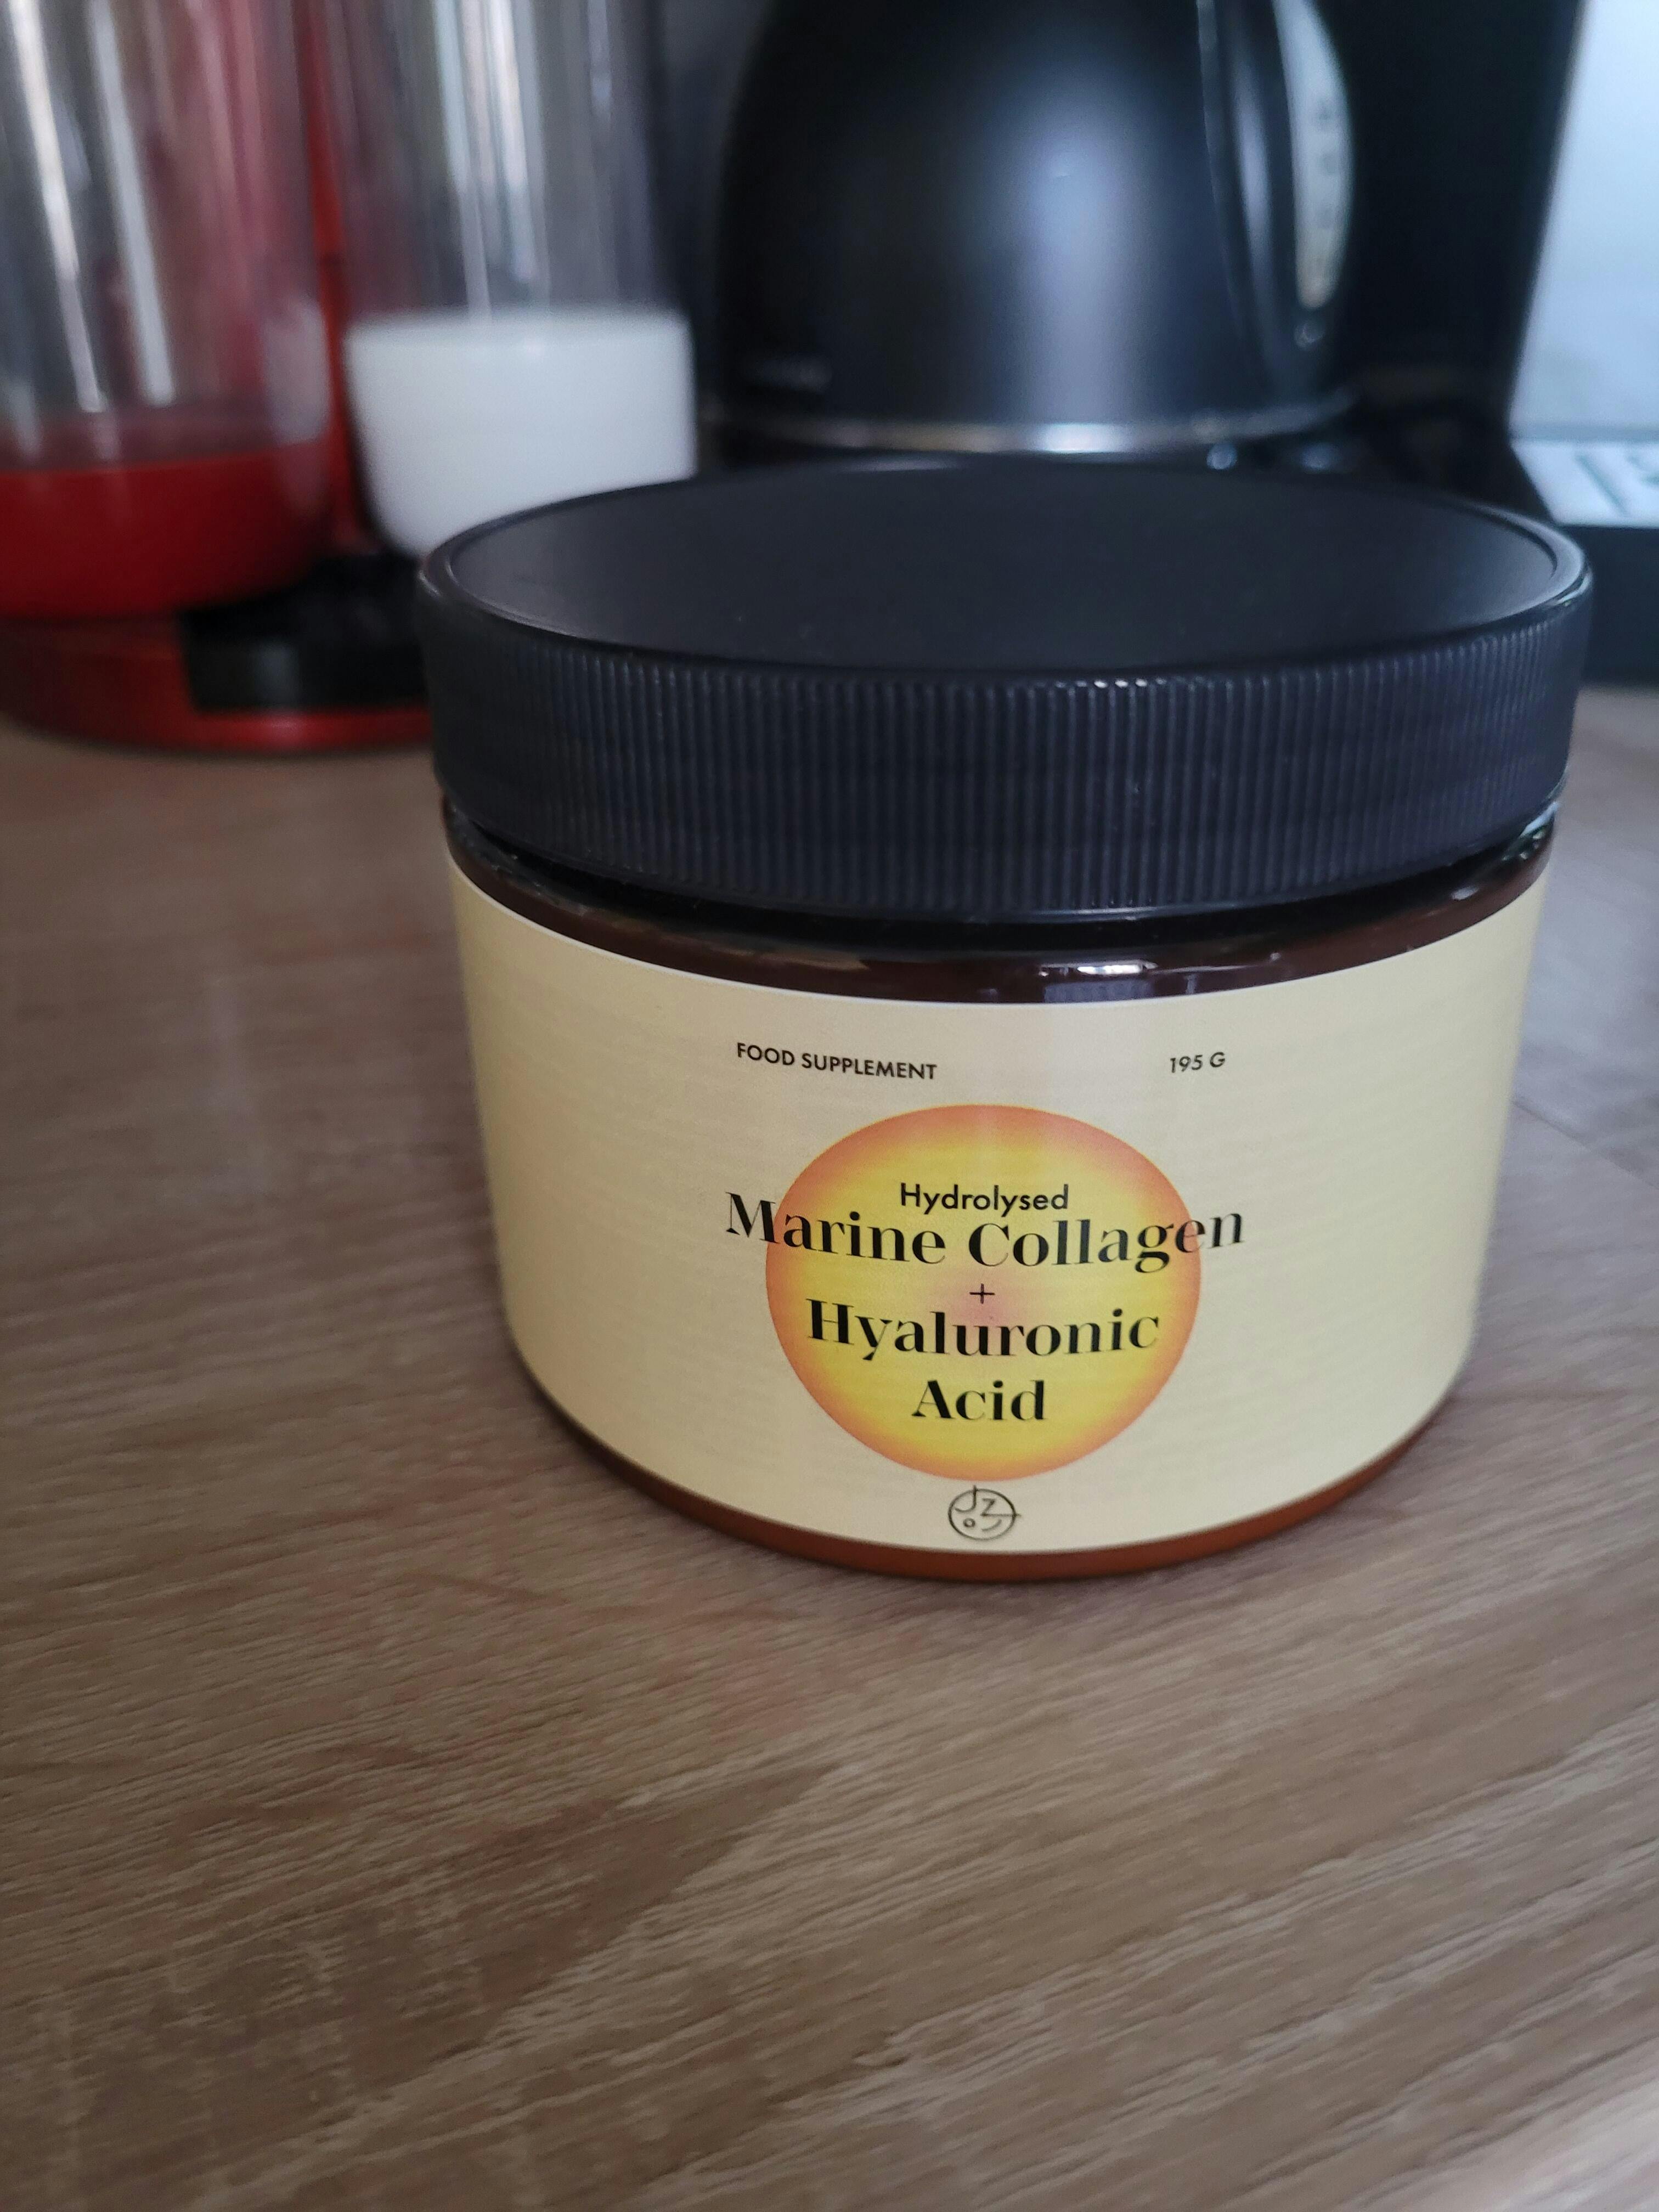 FOOD SUPPLEMENT 195 G
Hydrolysed
Marine Collagen
+
Hyaluronic
Acid